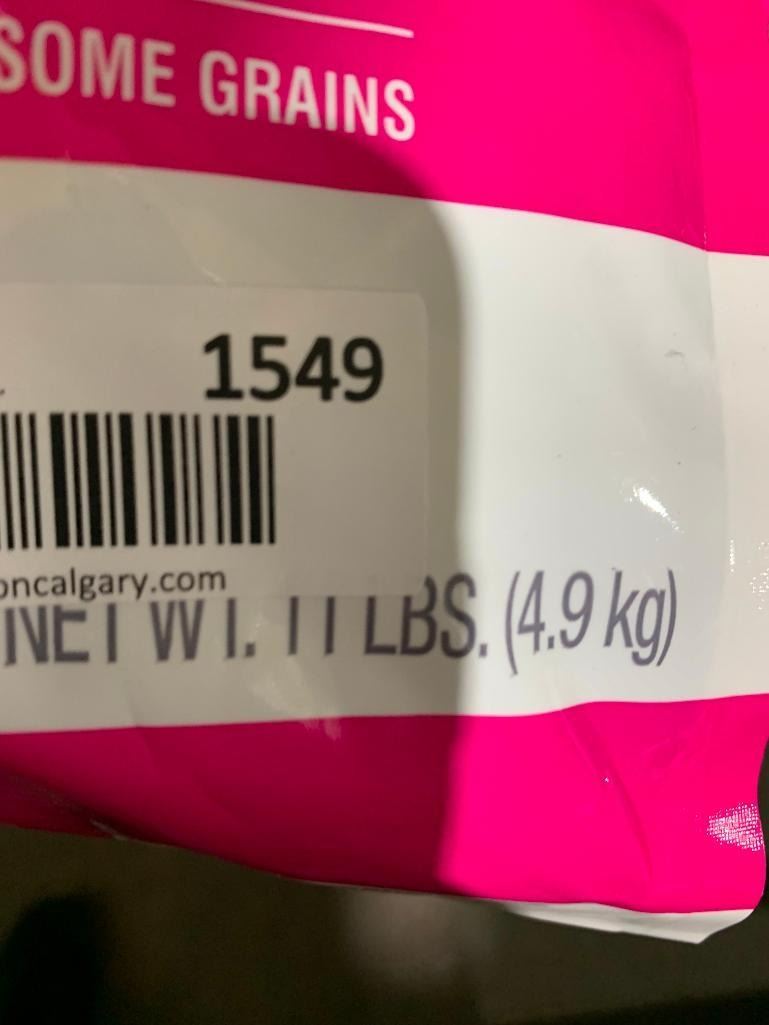 SOME GRAINS
1549
oncalgary.com
NET WT. 11 LBS. (4.9 kg)